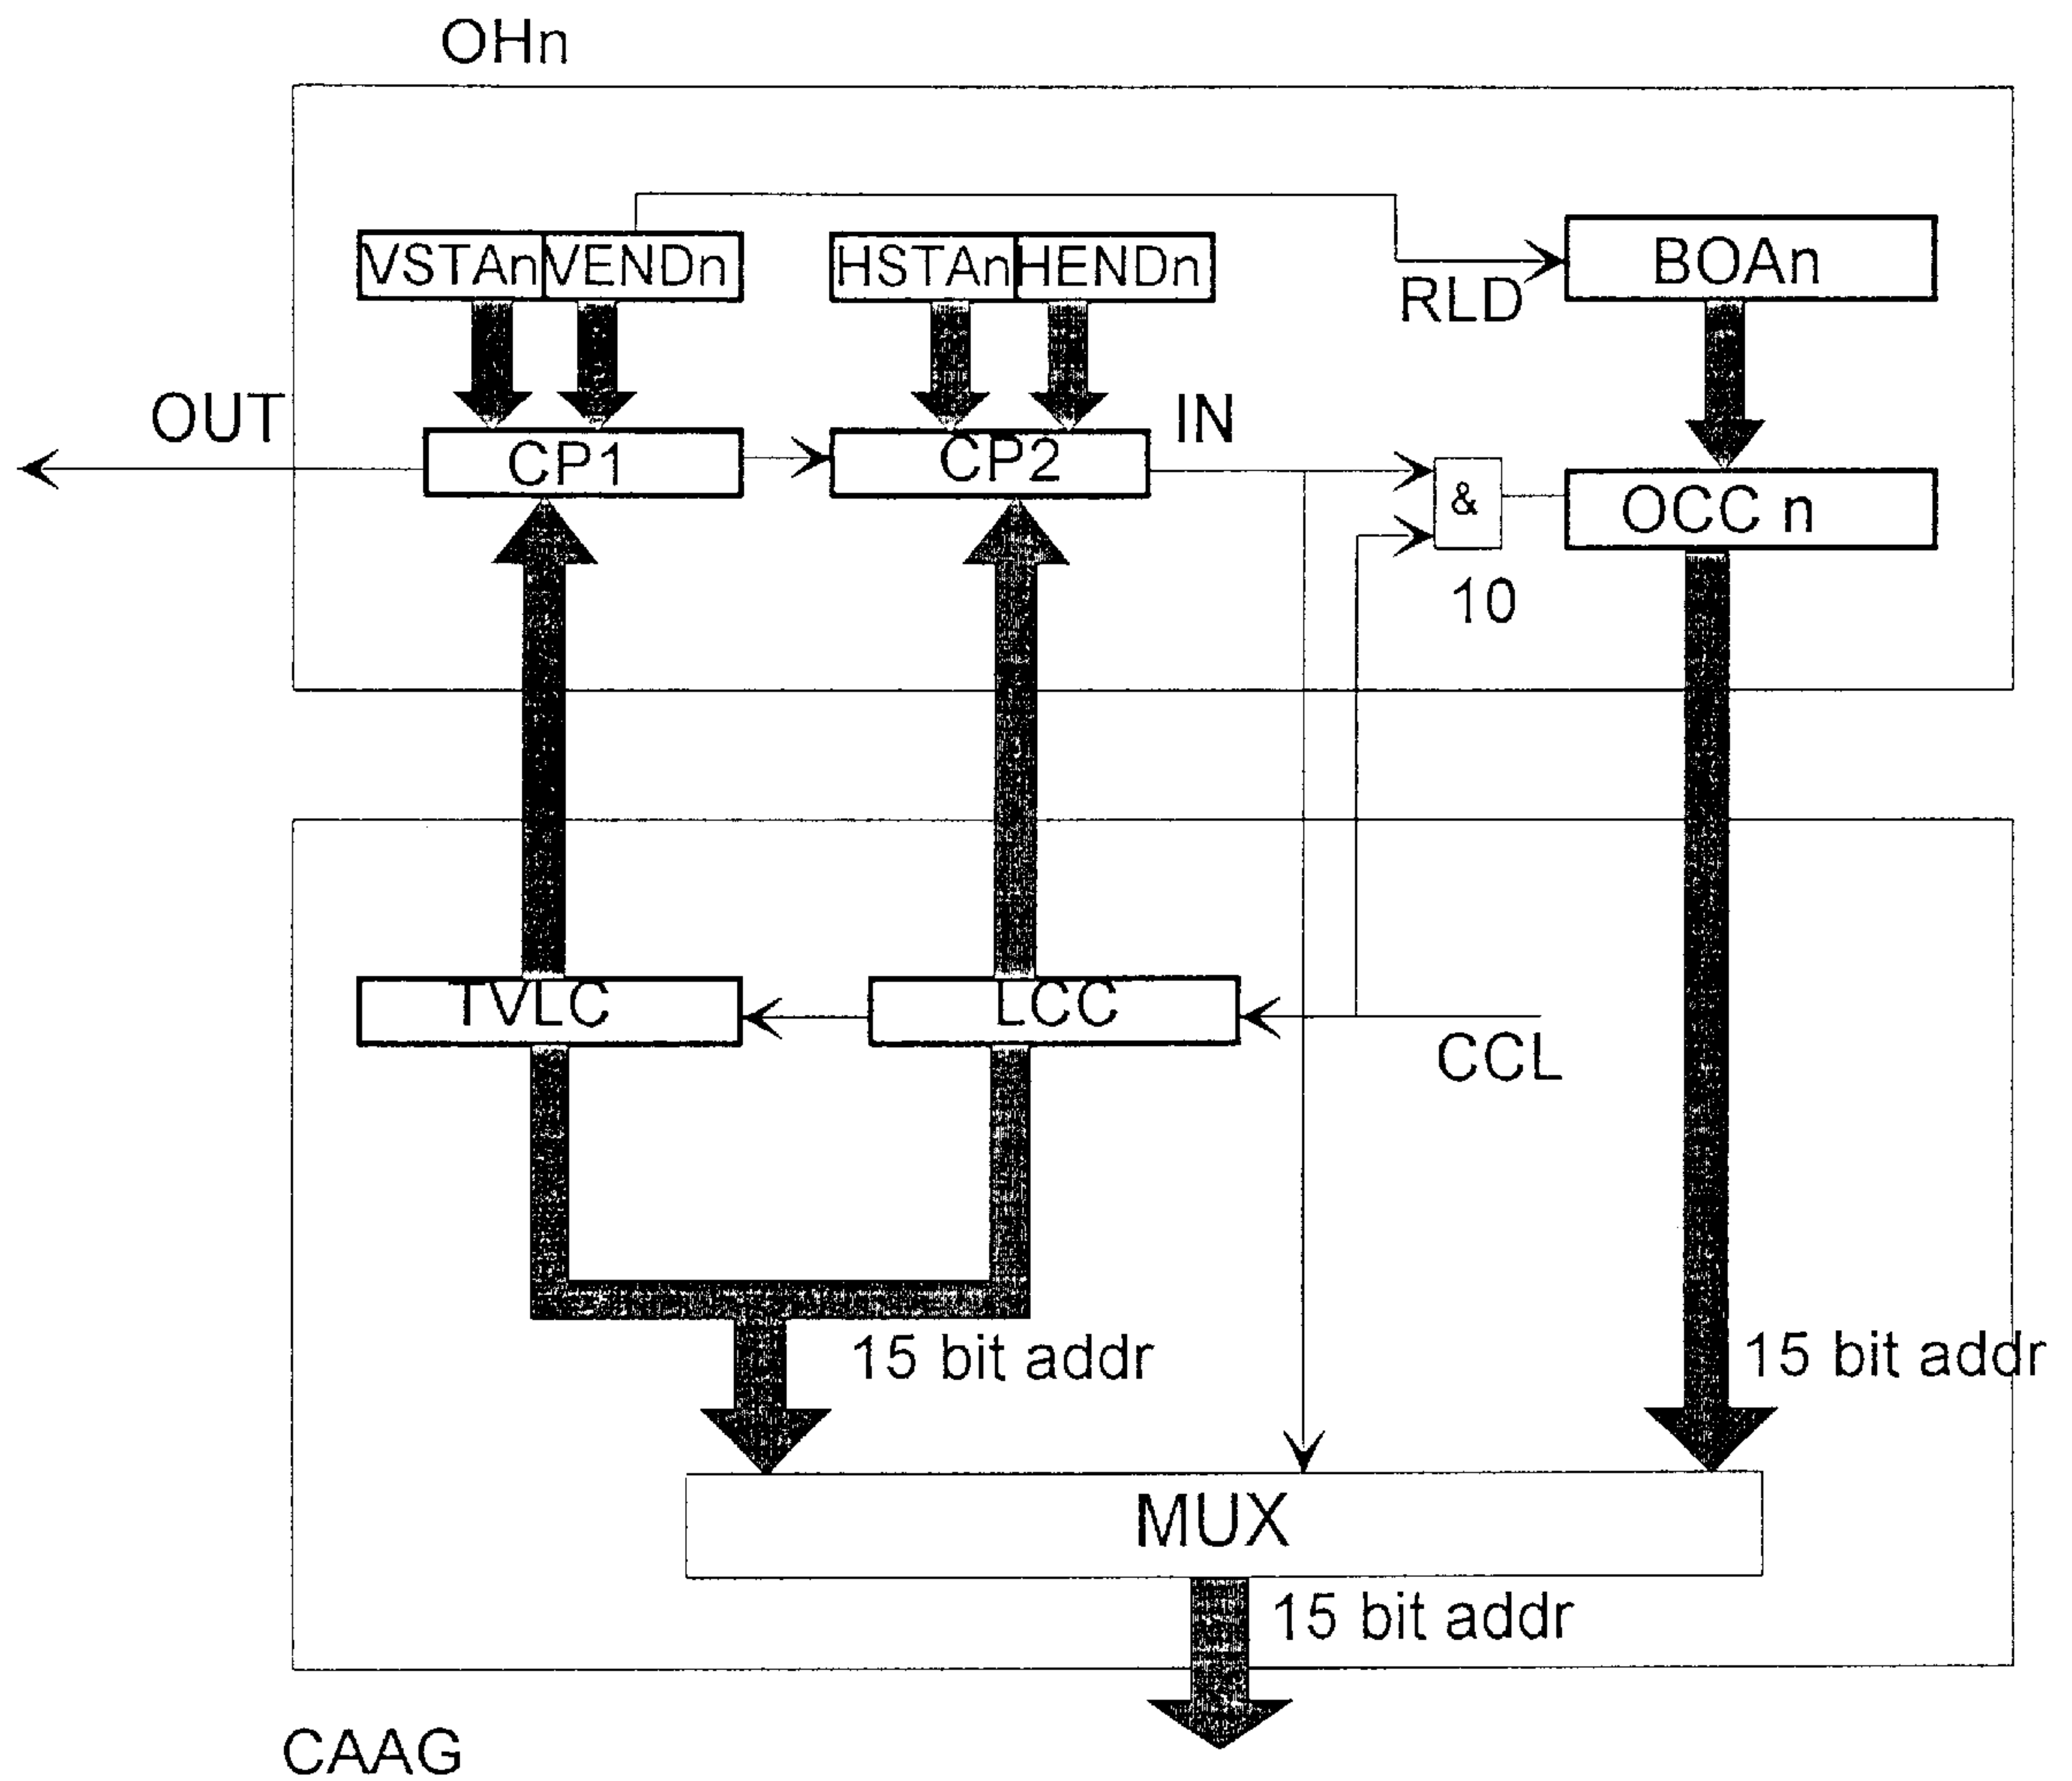 OHn
VSTAn VENDn HSTAn HENDn BOAn
RLD
OUT IN
CP1 CP2 & OCC n
10
TVLC LCC
CCL
15 bit addr 15 bit addr
MUX
15 bit addr
CAAG